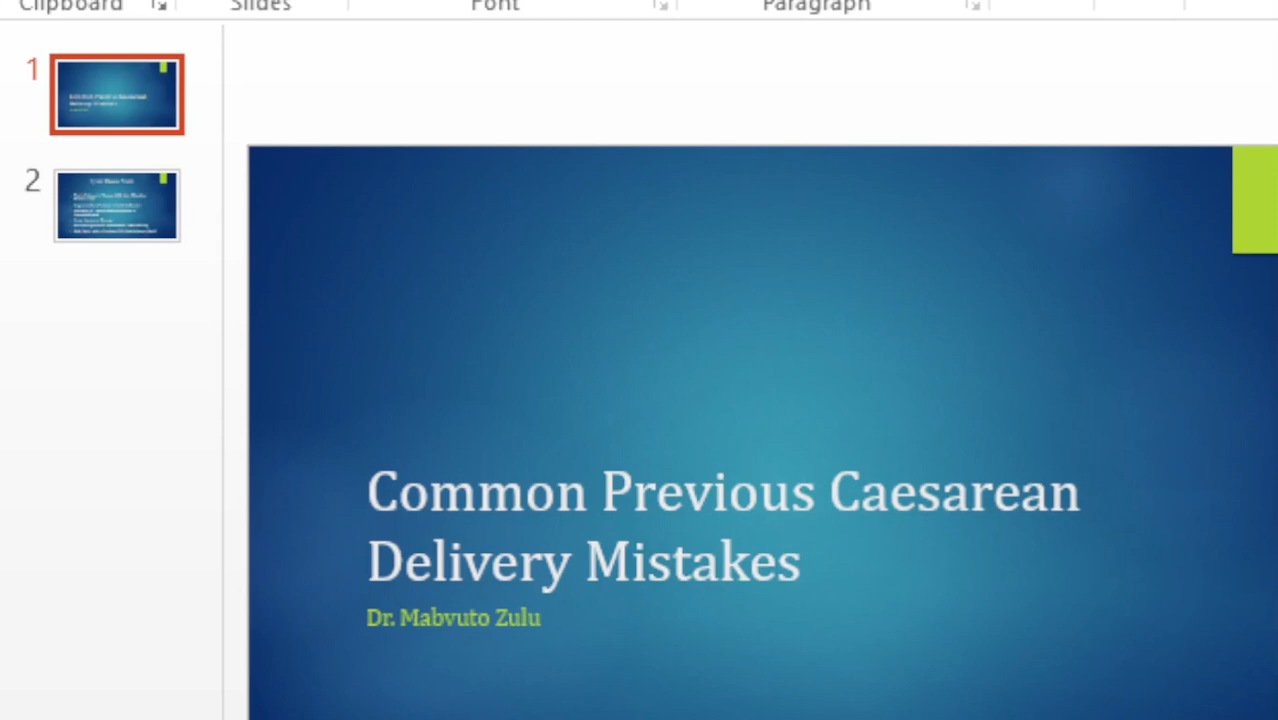 Clipboard
Slides
Font
Paragraph
1
2
Common Previous Caesarean
Delivery Mistakes
Dr. Mabvuto Zulu